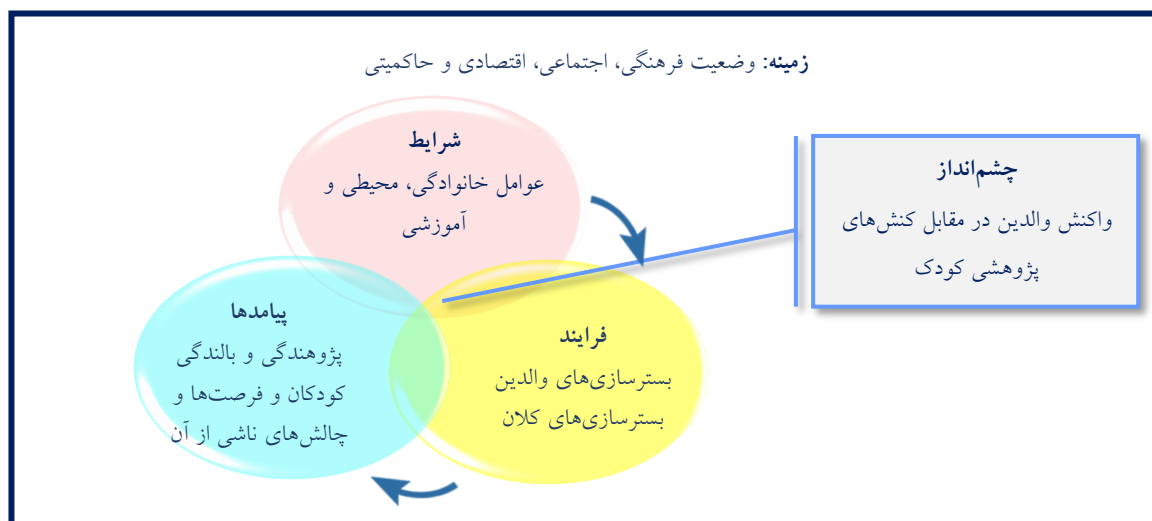 زمینه: وضعیت فرهنگی، اجتماعی، اقتصادی و حاکمیتی
شرایط
عوامل خانوادگی، محیطی و
آموزشی
چشم‌انداز
واکنش والدین در مقابل کنش‌های
پژوهشی کودک
فرایند
بسترسازی‌های والدین
بسترسازی‌های کلان
پیامدها
پژوهندگی و بالندگی
کودکان و فرصت‌ها و
چالش‌های ناشی از آن